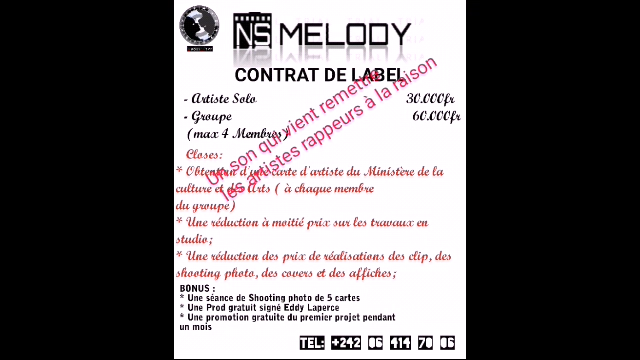 NS MELODY
CONTRAT DE LABEL
- Artiste Solo 30.000fr
- Groupe 60.000fr
(max 4 Membres)
Un son qui vient remettre
les artistes rappeurs à la raison
Closes:
* Obtention d'une carte d'artiste du Ministère de la
culture et des Arts ( à chaque membre
du groupe)
* Une réduction à moitié prix sur les travaux en
studio;
* Une réduction des prix de réalisations des clip, des
shooting photo, des covers et des affiches;
BONUS :
* Une séance de Shooting photo de 5 cartes
* Une Prod gratuit signé Eddy Laperce
* Une promotion gratuite du premier projet pendant
un mois
TEL: +242 06 414 70 06